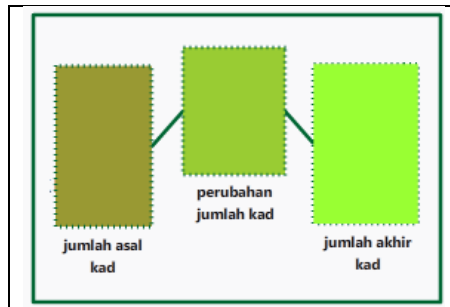 perubahan
jumlah kad
jumlah asal
kad
jumlah akhir
kad